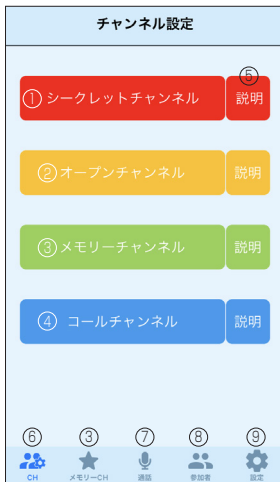 チャンネル設定
⑤
①シークレットチャンネル 説明
②オープンチャンネル 説明
③メモリーチャンネル 説明
④ コールチャンネル 説明
⑥ ③ ⑦ ⑧ ⑨
CH メモリーCH 通話 参加者 設定